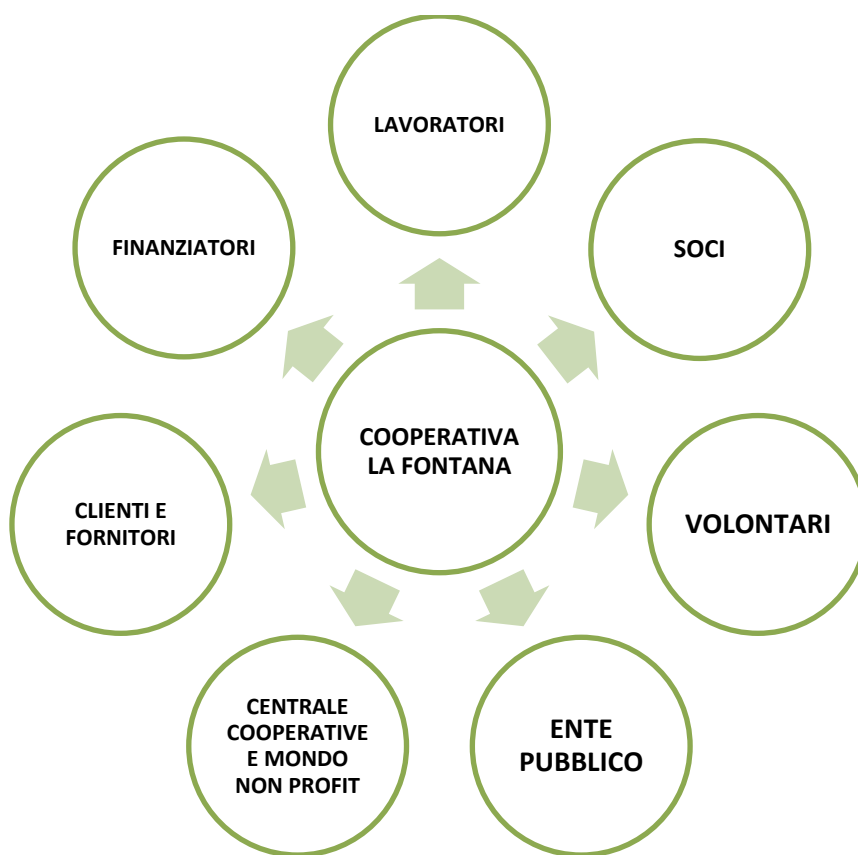 LAVORATORI
FINANZIATORI
SOCI
COOPERATIVA
LA FONTANA
CLIENTI E
FORNITORI
VOLONTARI
CENTRALE
COOPERATIVE
E MONDO
NON PROFIT
ENTE
PUBBLICO